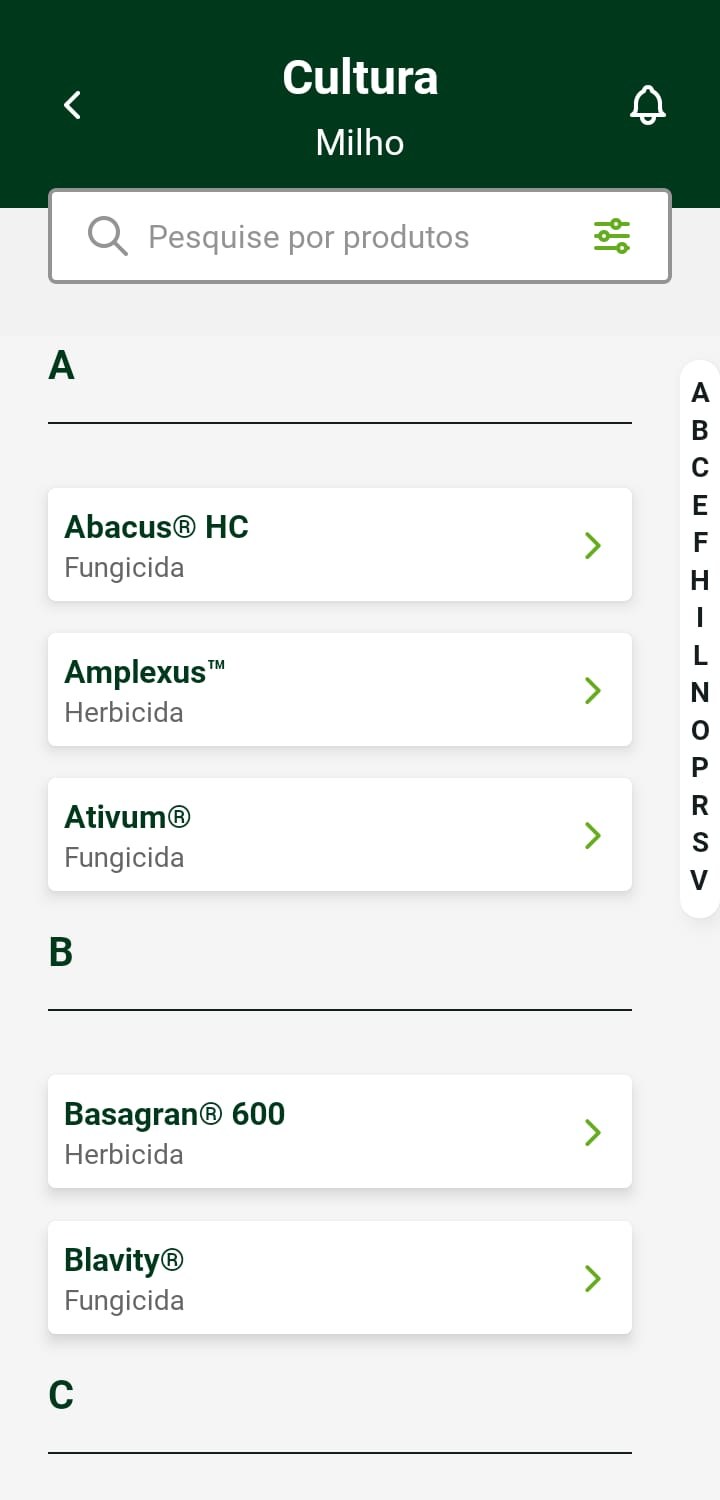 Cultura
Milho
Pesquise por produtos
A
Abacus® HC
Fungicida
Amplexus™
Herbicida
Ativum®
Fungicida
B
Basagran® 600
Herbicida
Blavity®
Fungicida
C
A
B
C
E
F
H
I
L
N
O
P
R
S
V